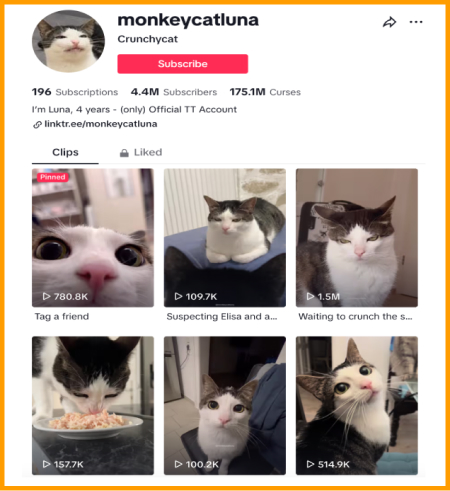 monkeycatluna
Crunchycat
Subscribe
196 Subscriptions 4.4M Subscribers 175.1M Curses
I'm Luna, 4 years - (only) Official TT Account
linktr.ee/monkeycatluna
Clips Liked
Pinned
780.8K 109.7K 1.5M
Tag a friend Suspecting Elisa and a... Waiting to crunch the s...
157.7K 100.2K 514.9K